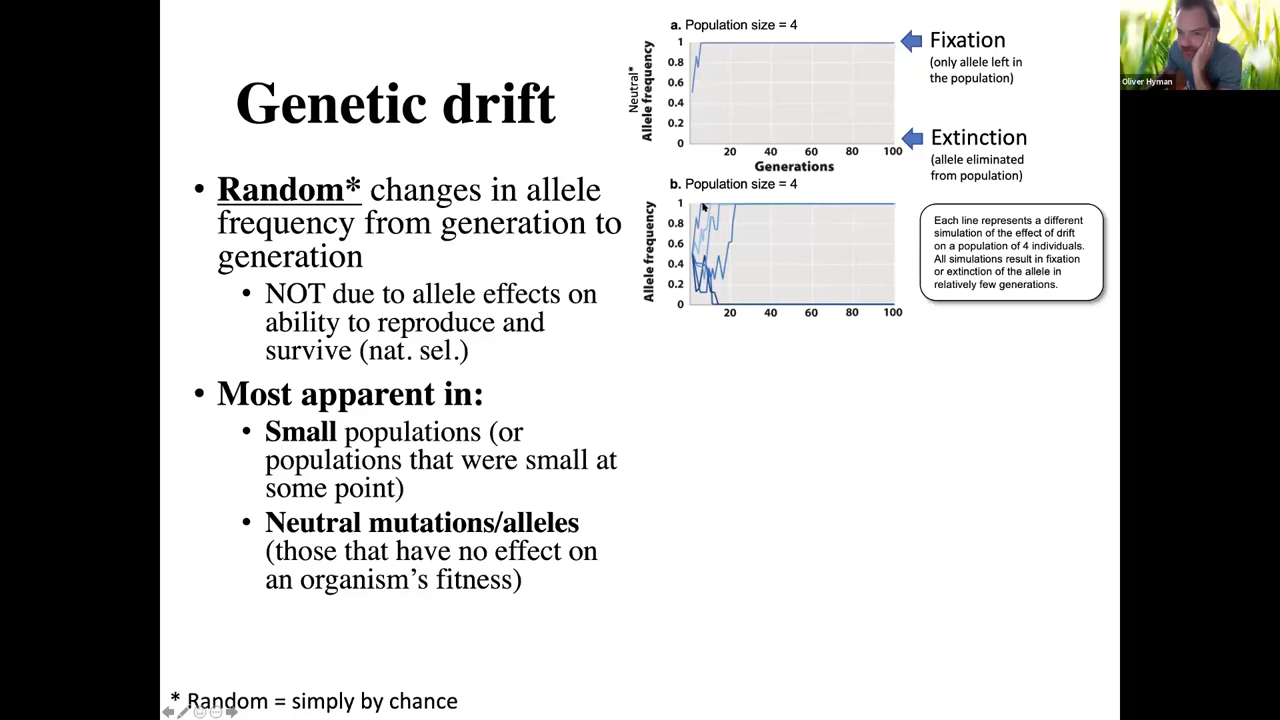 Genetic drift
• Random* changes in allele
frequency from generation to
generation
• NOT due to allele effects on
ability to reproduce and
survive (nat. sel.)
• Most apparent in:
• Small populations (or
populations that were small at
some point)
• Neutral mutations/alleles
(those that have no effect on
an organism's fitness)
* Random = simply by chance
a. Population size = 4
Neutral*
Allele frequency
1
0.8
0.6
0.4
0.2
0
20 40 60 80 100
Generations
Fixation
(only allele left in
the population)
Extinction
(allele eliminated
from population)
b. Population size = 4
Allele frequency
1
0.8
0.6
0.4
0.2
0
20 40 60 80 100
Each line represents a different
simulation of the effect of drift
on a population of 4 individuals.
All simulations result in fixation
or extinction of the allele in
relatively few generations.
Oliver Hyman